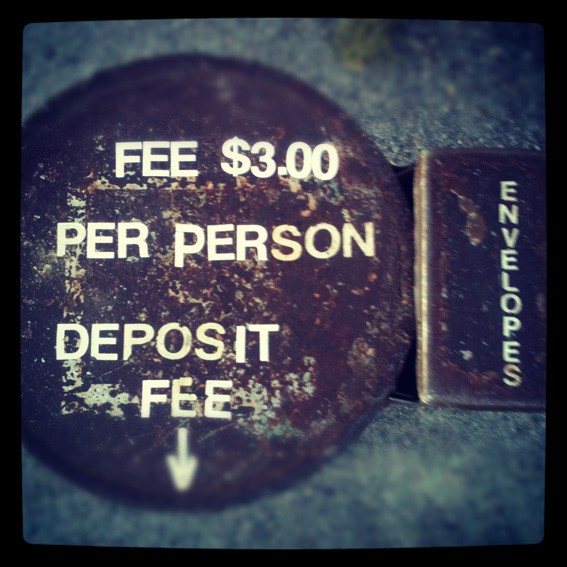 FEE $3.00
PER PERSON
DEPOSIT
FEE
ENVELOPES